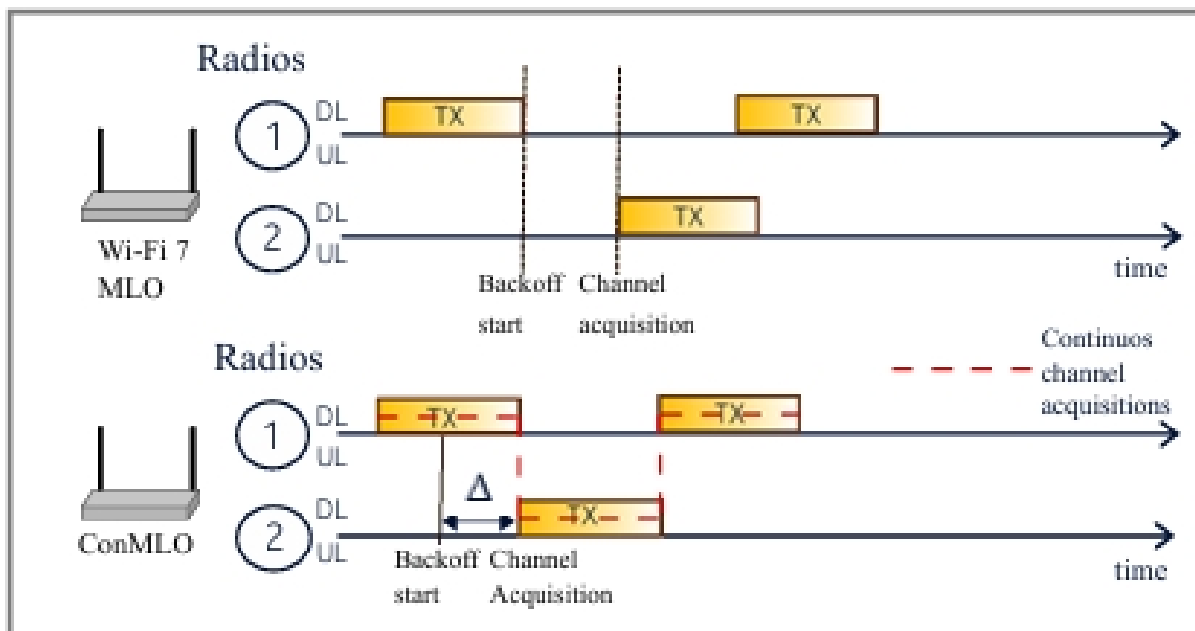 Radios
1 DL TX TX
UL
2 DL TX
UL
Wi-Fi 7
MLO
time
Backoff Channel
start acquisition
Radios
Continuos
channel
acquisitions
1 DL TX TX
UL
Δ
2 DL TX
UL
ConMLO
time
Backoff Channel
start Acquisition